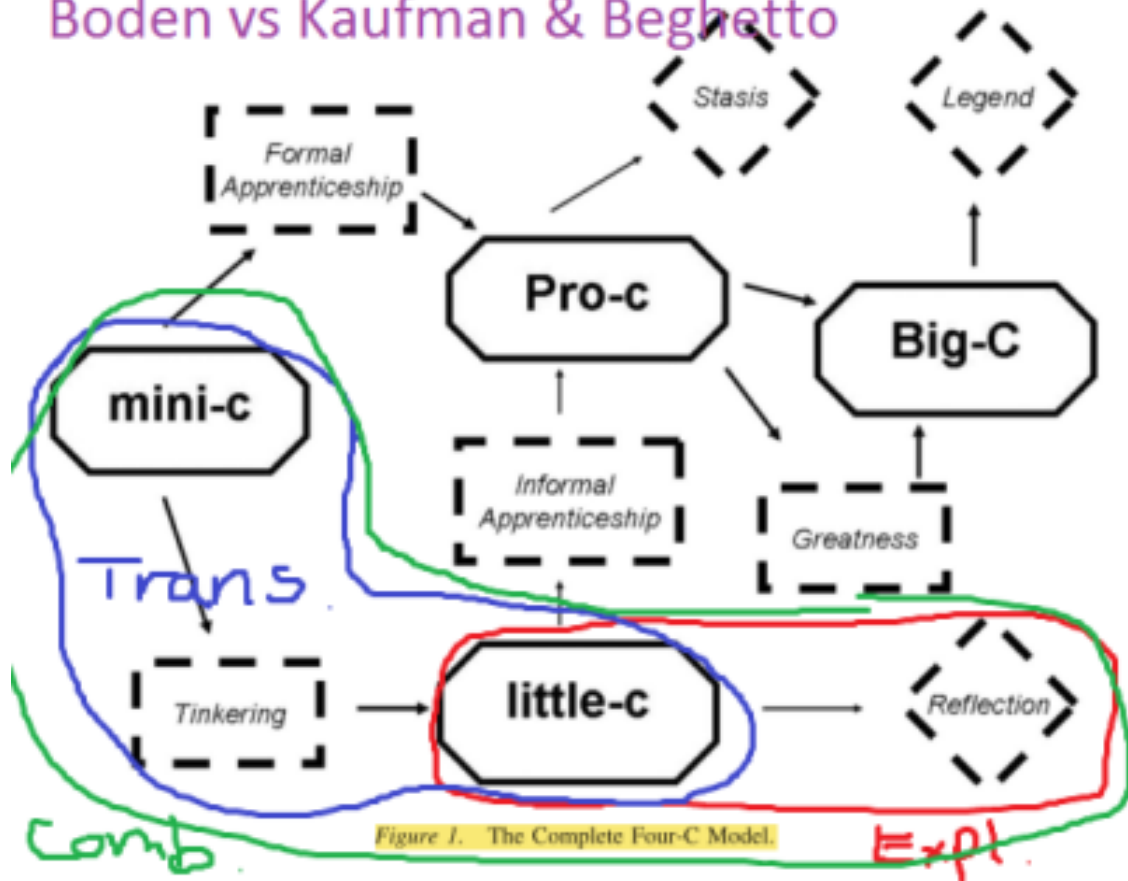 Boden vs Kaufman & Beghetto
Stasis
Legend
Formal
Apprenticeship
Pro-c
Big-C
mini-c
Informal
Apprenticeship
Greatness
Trans.
Tinkering
little-c
Reflection
Comb.
Figure 1. The Complete Four-C Model.
Expl.